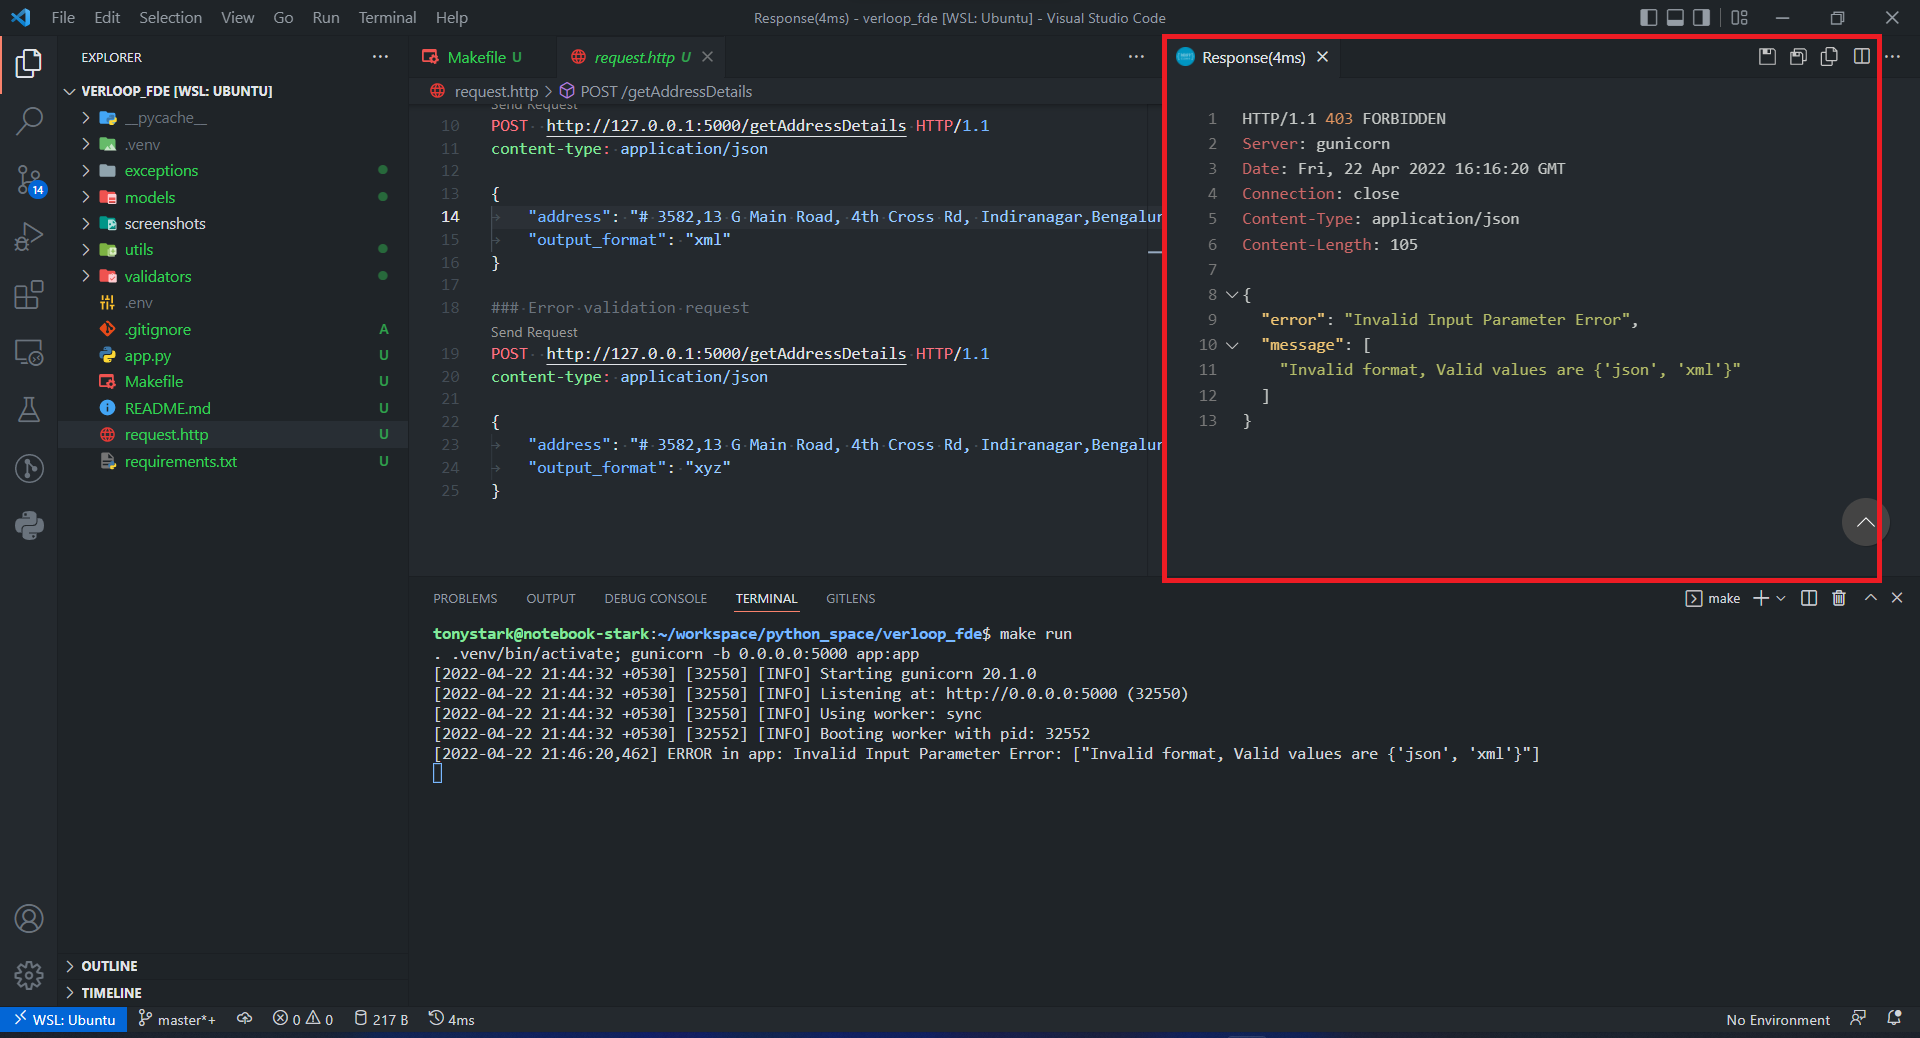 File Edit Selection View Go Run Terminal Help
Response(4ms) - verloop_fde [WSL: Ubuntu] - Visual Studio Code
EXPLORER
VERLOOP_FDE [WSL: UBUNTU]
__pycache__
.venv
exceptions
models
screenshots
utils
validators
.env
.gitignore A
app.py U
Makefile U
README.md U
request.http U
requirements.txt U
OUTLINE
TIMELINE
14
Makefile U
request.http U
request.http > POST /getAddressDetails
Send Request
10 POST http://127.0.0.1:5000/getAddressDetails HTTP/1.1
11 content-type: application/json
12
13 {
14 "address": "# 3582,13 G Main Road, 4th Cross Rd, Indiranagar,Bengalur
15 "output_format": "xml"
16 }
17
18 ### Error validation request
Send Request
19 POST http://127.0.0.1:5000/getAddressDetails HTTP/1.1
20 content-type: application/json
21
22 {
23 "address": "# 3582,13 G Main Road, 4th Cross Rd, Indiranagar,Bengalur
24 "output_format": "xyz"
25 }
Response(4ms)
1 HTTP/1.1 403 FORBIDDEN
2 Server: gunicorn
3 Date: Fri, 22 Apr 2022 16:16:20 GMT
4 Connection: close
5 Content-Type: application/json
6 Content-Length: 105
7
8 {
9 "error": "Invalid Input Parameter Error",
10 "message": [
11 "Invalid format, Valid values are {'json', 'xml'}"
12 ]
13 }
PROBLEMS OUTPUT DEBUG CONSOLE TERMINAL GITLENS
make
tonystark@notebook-stark:~/workspace/python_space/verloop_fde$ make run
. .venv/bin/activate; gunicorn -b 0.0.0.0:5000 app:app
[2022-04-22 21:44:32 +0530] [32550] [INFO] Starting gunicorn 20.1.0
[2022-04-22 21:44:32 +0530] [32550] [INFO] Listening at: http://0.0.0.0:5000 (32550)
[2022-04-22 21:44:32 +0530] [32550] [INFO] Using worker: sync
[2022-04-22 21:44:32 +0530] [32552] [INFO] Booting worker with pid: 32552
[2022-04-22 21:46:20,462] ERROR in app: Invalid Input Parameter Error: ["Invalid format, Valid values are {'json', 'xml'}"]
WSL: Ubuntu master*+ 0 0 217 B 4ms
No Environment